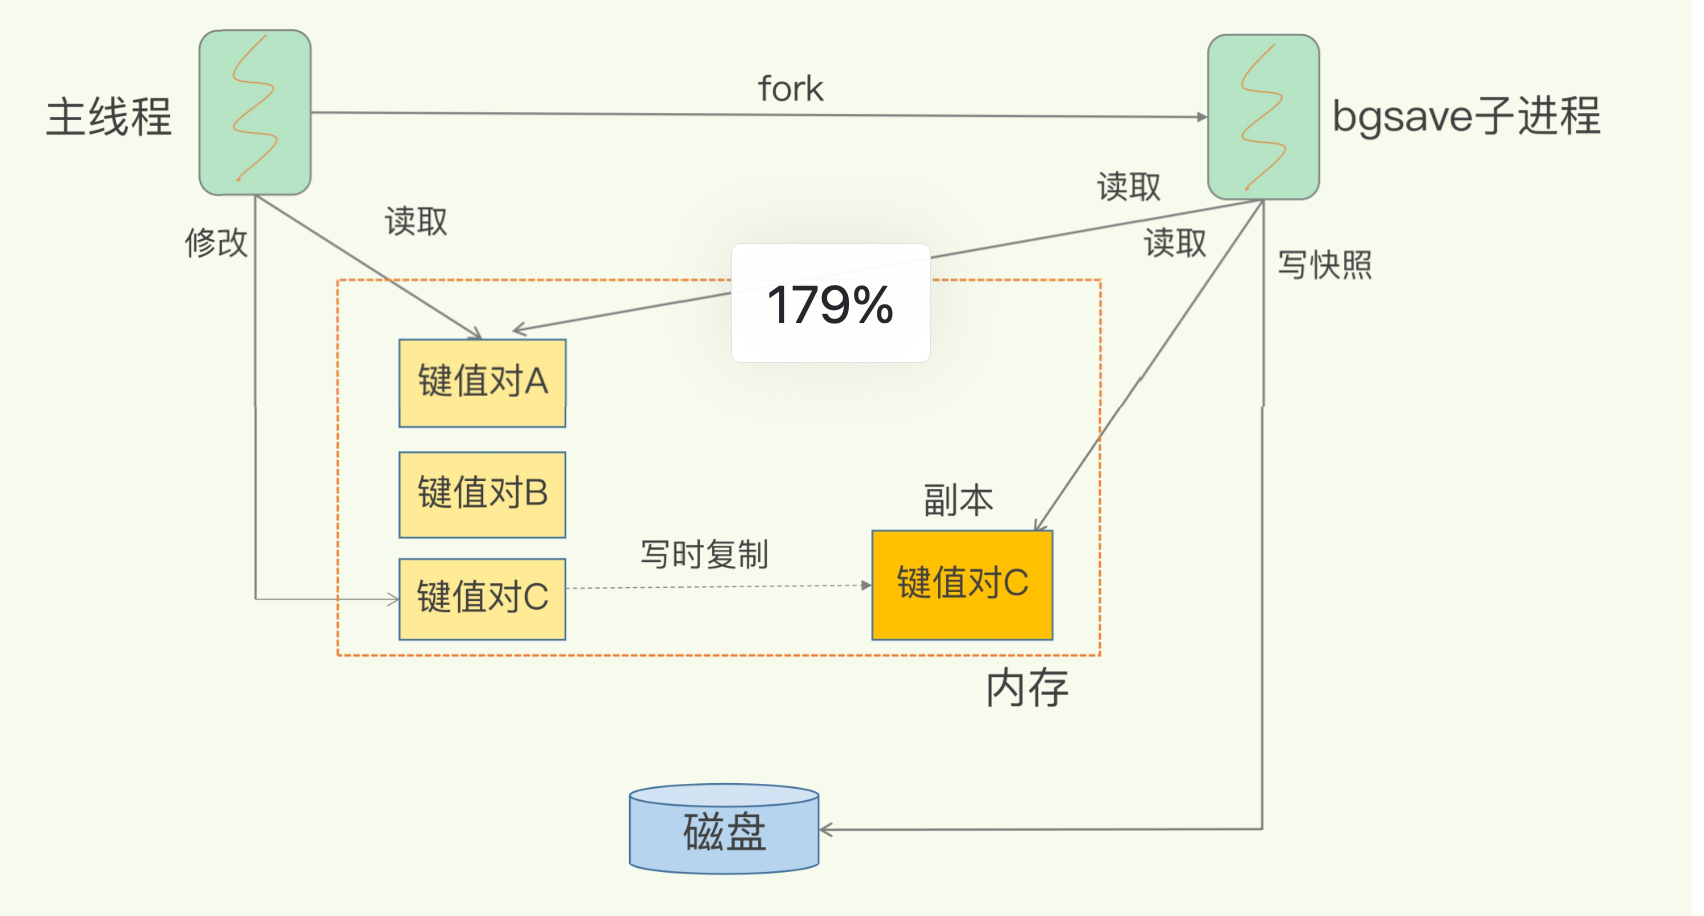 fork
主线程
bgsave子进程
读取
读取
修改
读取
写快照
179%
键值对A
键值对B
副本
写时复制
键值对C
键值对C
内存
磁盘